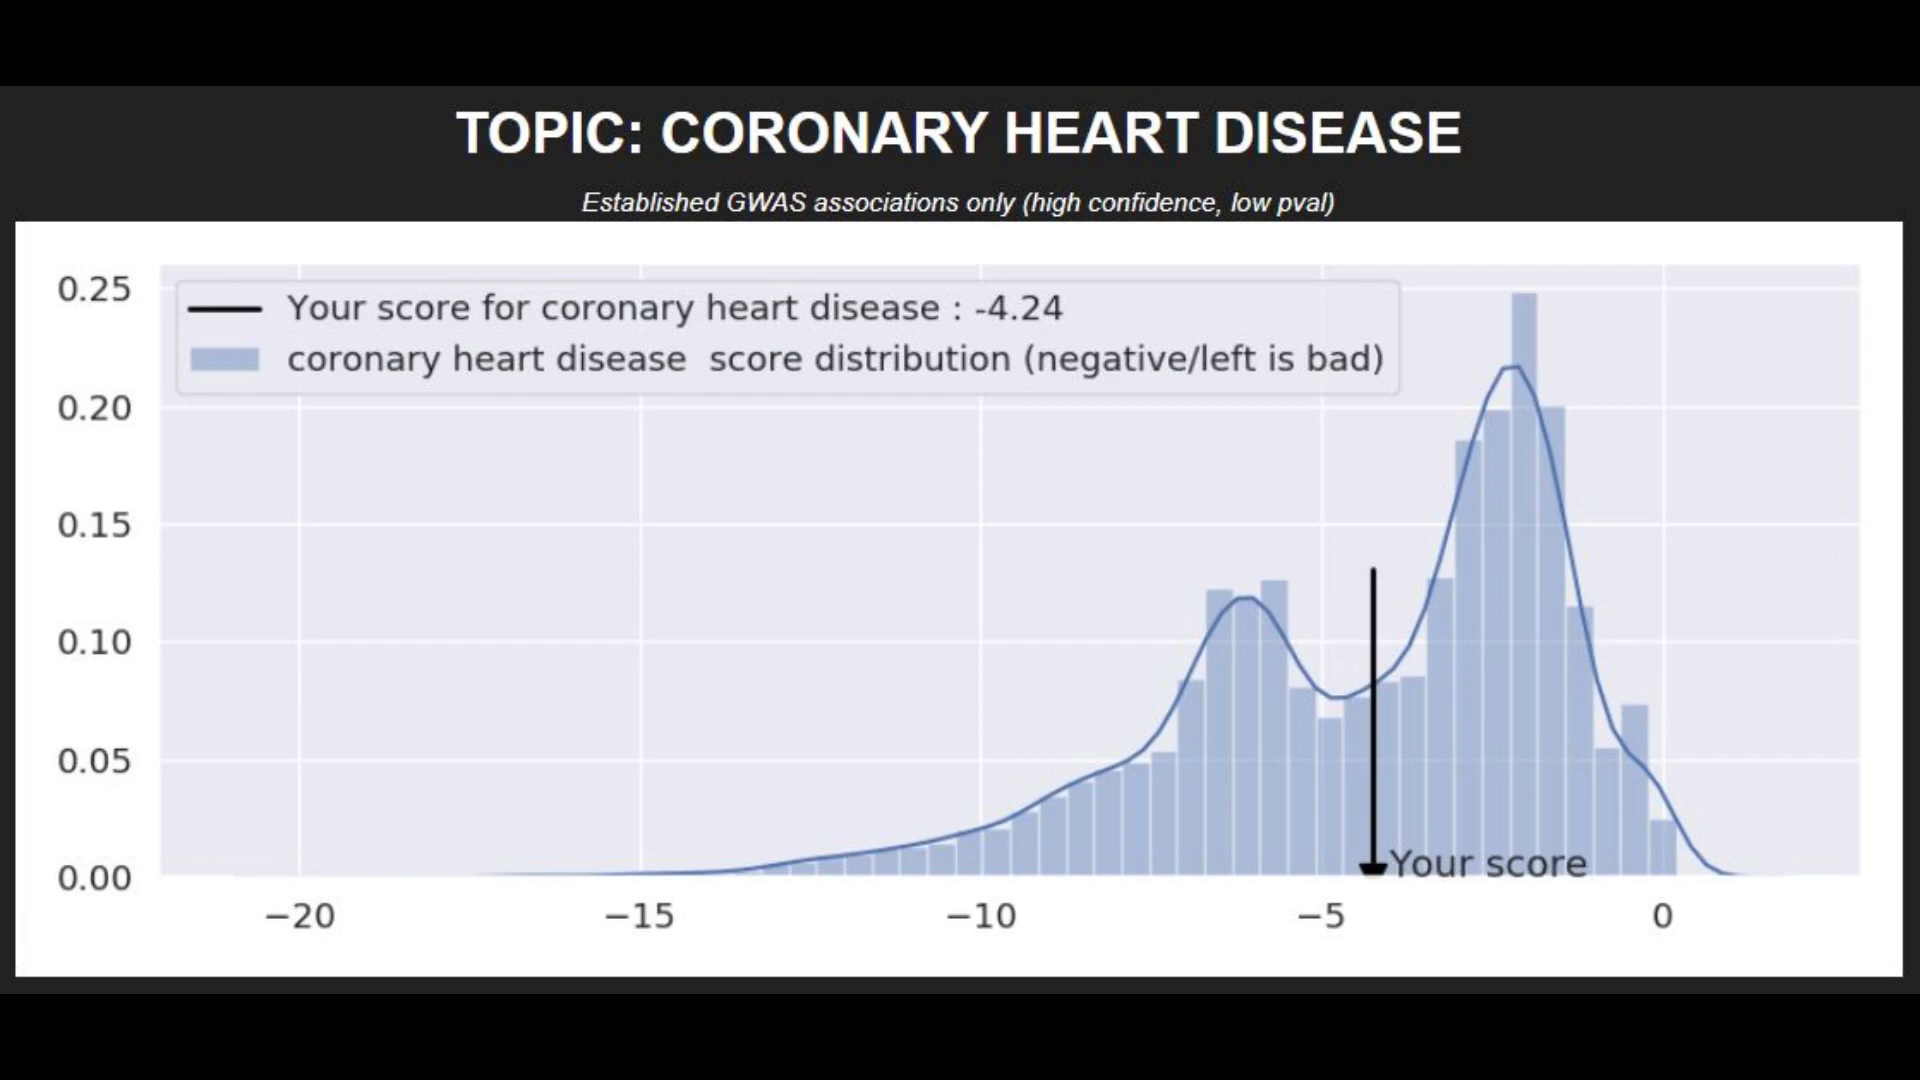 TOPIC: CORONARY HEART DISEASE
Established GWAS associations only (high confidence, low pval)
0.25
Your score for coronary heart disease : -4.24
coronary heart disease  score distribution (negative/left is bad)
0.20
0.15
0.10
0.05
0.00
Your score
−20 −15 −10 −5 0